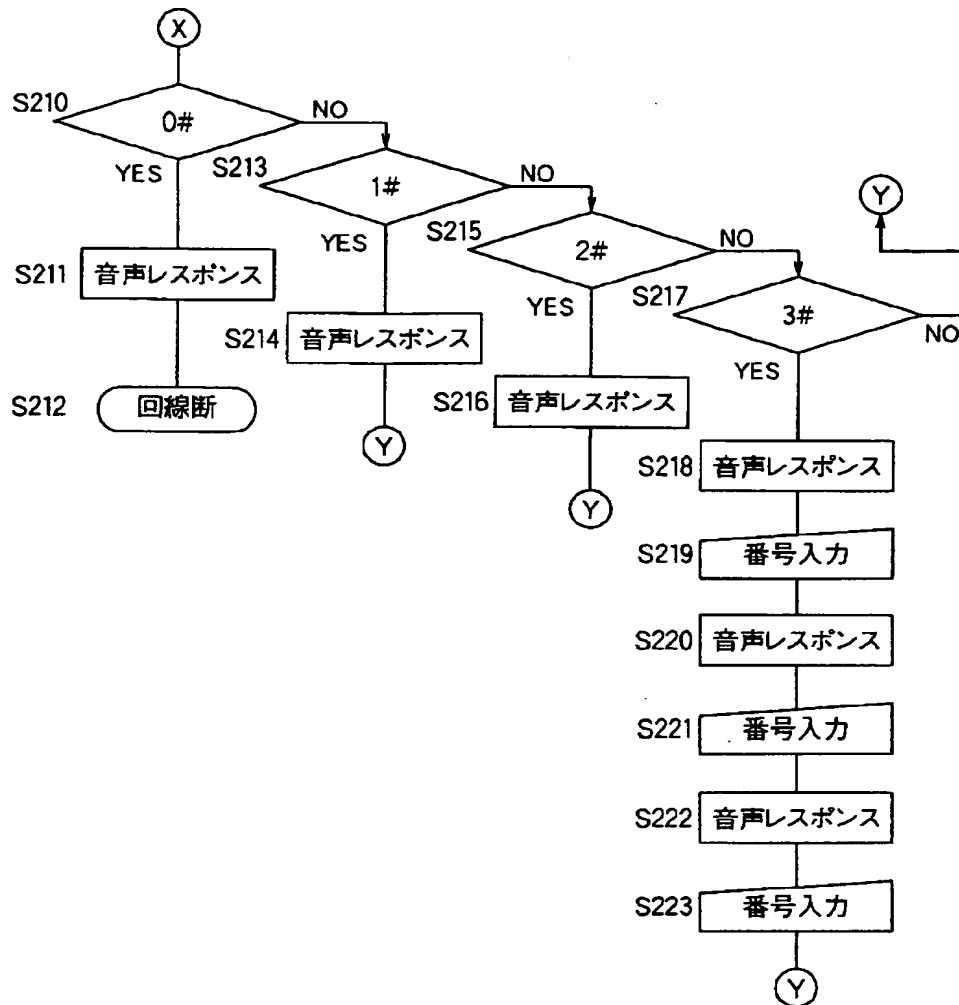 X
S210
0#
NO
YES
S213
1#
NO
YES
S215
2#
NO
YES
S217
3#
NO
YES
Y
S211
音声レスポンス
S214
音声レスポンス
S212
回線断
Y
S216
音声レスポンス
Y
S218
音声レスポンス
S219
番号入力
S220
音声レスポンス
S221
番号入力
S222
音声レスポンス
S223
番号入力
Y